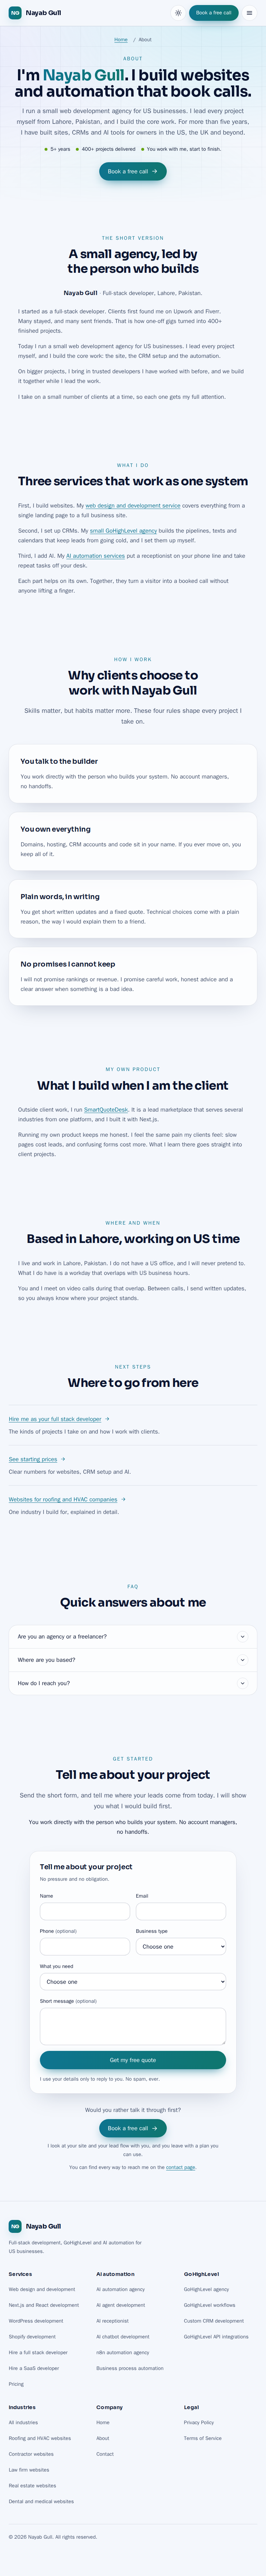 NG Nayab Gull
Book a free call
Home / About
ABOUT
I'm Nayab Gull. I build websites
and automation that book calls.
I run a small web development agency for US businesses. I lead every project
myself from Lahore, Pakistan, and I build the core work. For more than five years,
I have built sites, CRMs and AI tools for owners in the US, the UK and beyond.
5+ years
400+ projects delivered
You work with me, start to finish.
Book a free call →
THE SHORT VERSION
A small agency, led by
the person who builds
Nayab Gull · Full-stack developer, Lahore, Pakistan.
I started as a full-stack developer. Clients first found me on Upwork and Fiverr.
Many stayed, and many sent friends. That is how one-off gigs turned into 400+
finished projects.
Today I run a small web development agency for US businesses. I lead every project
myself, and I build the core work: the site, the CRM setup and the automation.
On bigger projects, I bring in trusted developers I have worked with before, and we build
it together while I lead the work.
I take on a small number of clients at a time, so each one gets my full attention.
WHAT I DO
Three services that work as one system
First, I build websites. My web design and development service covers everything from a
single landing page to a full business site.
Second, I set up CRMs. My small GoHighLevel agency builds the pipelines, texts and
calendars that keep leads from going cold, and I set them up myself.
Third, I add AI. My AI automation services put a receptionist on your phone line and take
repeat tasks off your desk.
Each part helps on its own. Together, they turn a visitor into a booked call without
anyone lifting a finger.
HOW I WORK
Why clients choose to
work with Nayab Gull
Skills matter, but habits matter more. These four rules shape every project I
take on.
You talk to the builder
You work directly with the person who builds your system. No account managers,
no handoffs.
You own everything
Domains, hosting, CRM accounts and code sit in your name. If you ever move on, you
keep all of it.
Plain words, in writing
You get short written updates and a fixed quote. Technical choices come with a plain
reason, the way I would explain them to a friend.
No promises I cannot keep
I will not promise rankings or revenue. I promise careful work, honest advice and a
clear answer when something is a bad idea.
MY OWN PRODUCT
What I build when I am the client
Outside client work, I run SmartQuoteDesk. It is a lead marketplace that serves several
industries from one platform, and I built it with Next.js.
Running my own product keeps me honest. I feel the same pain my clients feel: slow
pages cost leads, and confusing forms cost more. What I learn there goes straight into
client projects.
WHERE AND WHEN
Based in Lahore, working on US time
I live and work in Lahore, Pakistan. I do not have a US office, and I will never pretend to.
What I do have is a workday that overlaps with US business hours.
You and I meet on video calls during that overlap. Between calls, I send written updates,
so you always know where your project stands.
NEXT STEPS
Where to go from here
Hire me as your full stack developer →
The kinds of projects I take on and how I work with clients.
See starting prices →
Clear numbers for websites, CRM setup and AI.
Websites for roofing and HVAC companies →
One industry I build for, explained in detail.
FAQ
Quick answers about me
Are you an agency or a freelancer?
Where are you based?
How do I reach you?
GET STARTED
Tell me about your project
Send the short form, and tell me where your leads come from today. I will show
you what I would build first.
You work directly with the person who builds your system. No account managers,
no handoffs.
Tell me about your project
No pressure and no obligation.
Name
Email
Phone (optional)
Business type
Choose one
What you need
Choose one
Short message (optional)
Get my free quote
I use your details only to reply to you. No spam, ever.
Would you rather talk it through first?
Book a free call →
I look at your site and your lead flow with you, and you leave with a plan you
can use.
You can find every way to reach me on the contact page.
NG Nayab Gull
Full-stack development, GoHighLevel and AI automation for
US businesses.
Services
Web design and development
Next.js and React development
WordPress development
Shopify development
Hire a full stack developer
Hire a SaaS developer
Pricing
AI automation
AI automation agency
AI agent development
AI receptionist
AI chatbot development
n8n automation agency
Business process automation
GoHighLevel
GoHighLevel agency
GoHighLevel workflows
Custom CRM development
GoHighLevel API integrations
Industries
All industries
Roofing and HVAC websites
Contractor websites
Law firm websites
Real estate websites
Dental and medical websites
Company
Home
About
Contact
Legal
Privacy Policy
Terms of Service
© 2026 Nayab Gull. All rights reserved.